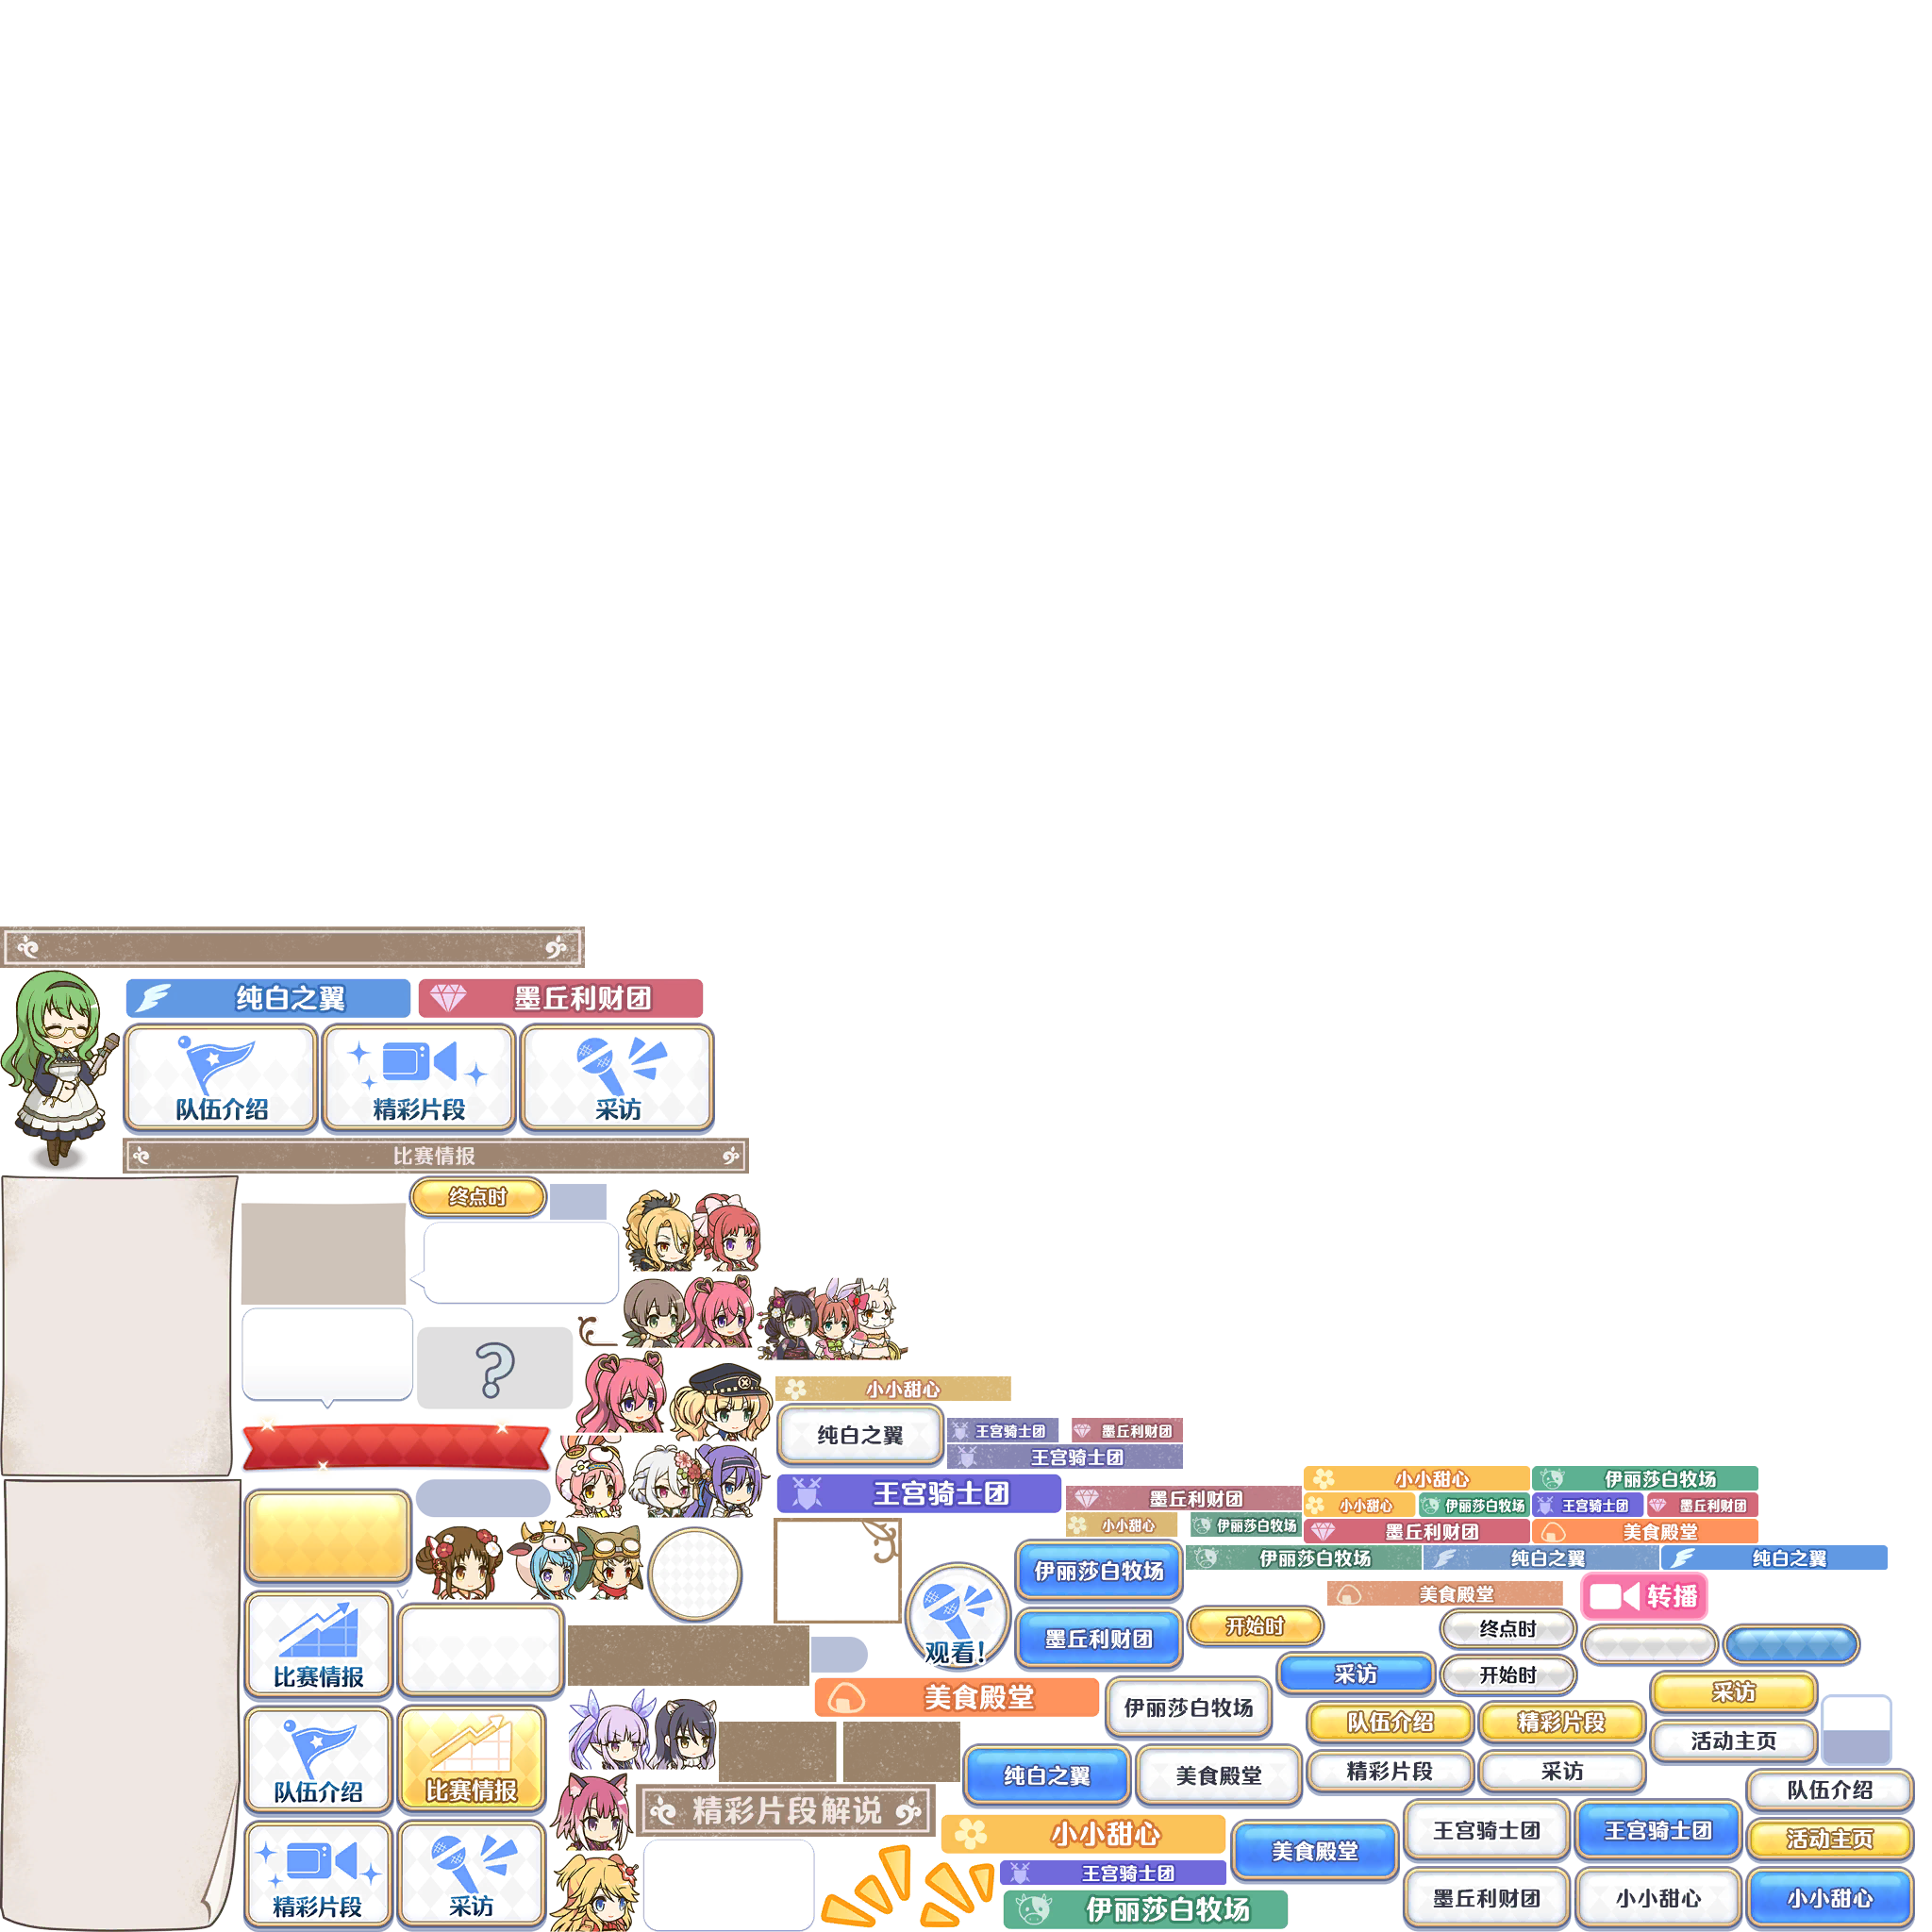 纯白之翼
墨丘利财团
队伍介绍
精彩片段
采访
比赛情报
终点时
?
小小甜心
纯白之翼
王宫骑士团
墨丘利财团
王宫骑士团
王宫骑士团
墨丘利财团
小小甜心
伊丽莎白牧场
小小甜心
伊丽莎白牧场
小小甜心
伊丽莎白牧场
王宫骑士团
墨丘利财团
墨丘利财团
美食殿堂
伊丽莎白牧场
纯白之翼
纯白之翼
伊丽莎白牧场
美食殿堂
转播
观看!
墨丘利财团
开始时
终点时
采访
开始时
比赛情报
美食殿堂
伊丽莎白牧场
采访
队伍介绍
精彩片段
活动主页
队伍介绍
比赛情报
纯白之翼
美食殿堂
精彩片段
采访
队伍介绍
精彩片段解说
小小甜心
美食殿堂
王宫骑士团
王宫骑士团
活动主页
王宫骑士团
精彩片段
采访
伊丽莎白牧场
墨丘利财团
小小甜心
小小甜心